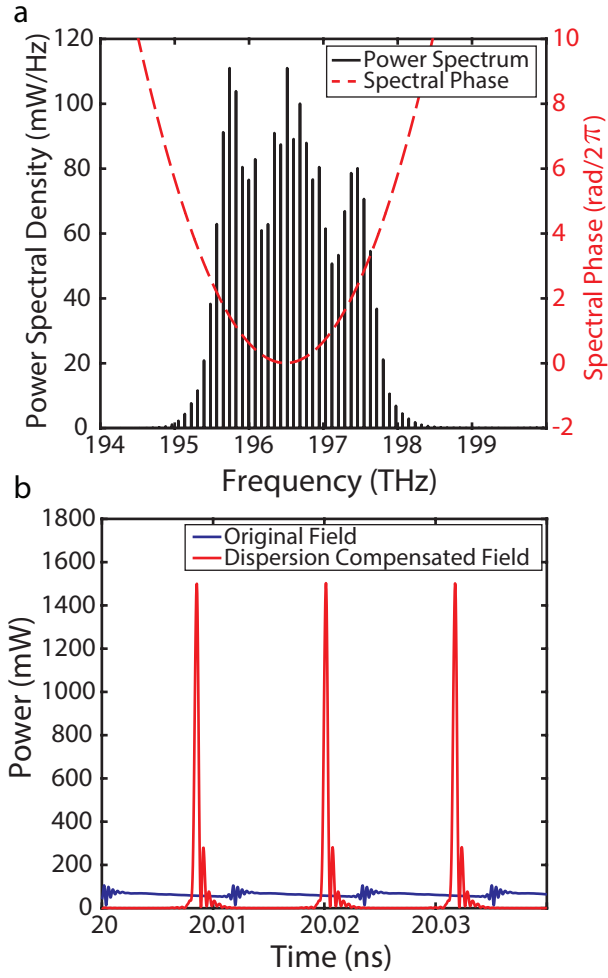 a
Power Spectrum
Spectral Phase
Power Spectral Density (mW/Hz)
120
100
80
60
40
20
0
10
8
6
4
2
0
-2
Spectral Phase (rad/2π)
194 195 196 197 198 199
Frequency (THz)
b
Original Field
Dispersion Compensated Field
Power (mW)
1800
1600
1400
1200
1000
800
600
400
200
0
20 20.01 20.02 20.03
Time (ns)